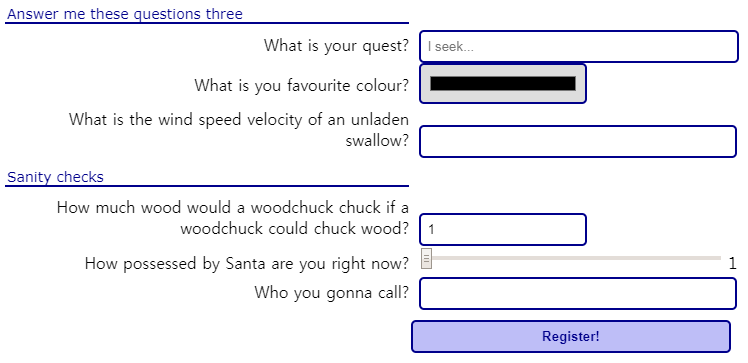 Answer me these questions three
What is your quest? I seek...
What is you favourite colour?
What is the wind speed velocity of an unladen
swallow?
Sanity checks
How much wood would a woodchuck chuck if a
woodchuck could chuck wood? 1
How possessed by Santa are you right now? 1
Who you gonna call?
Register!